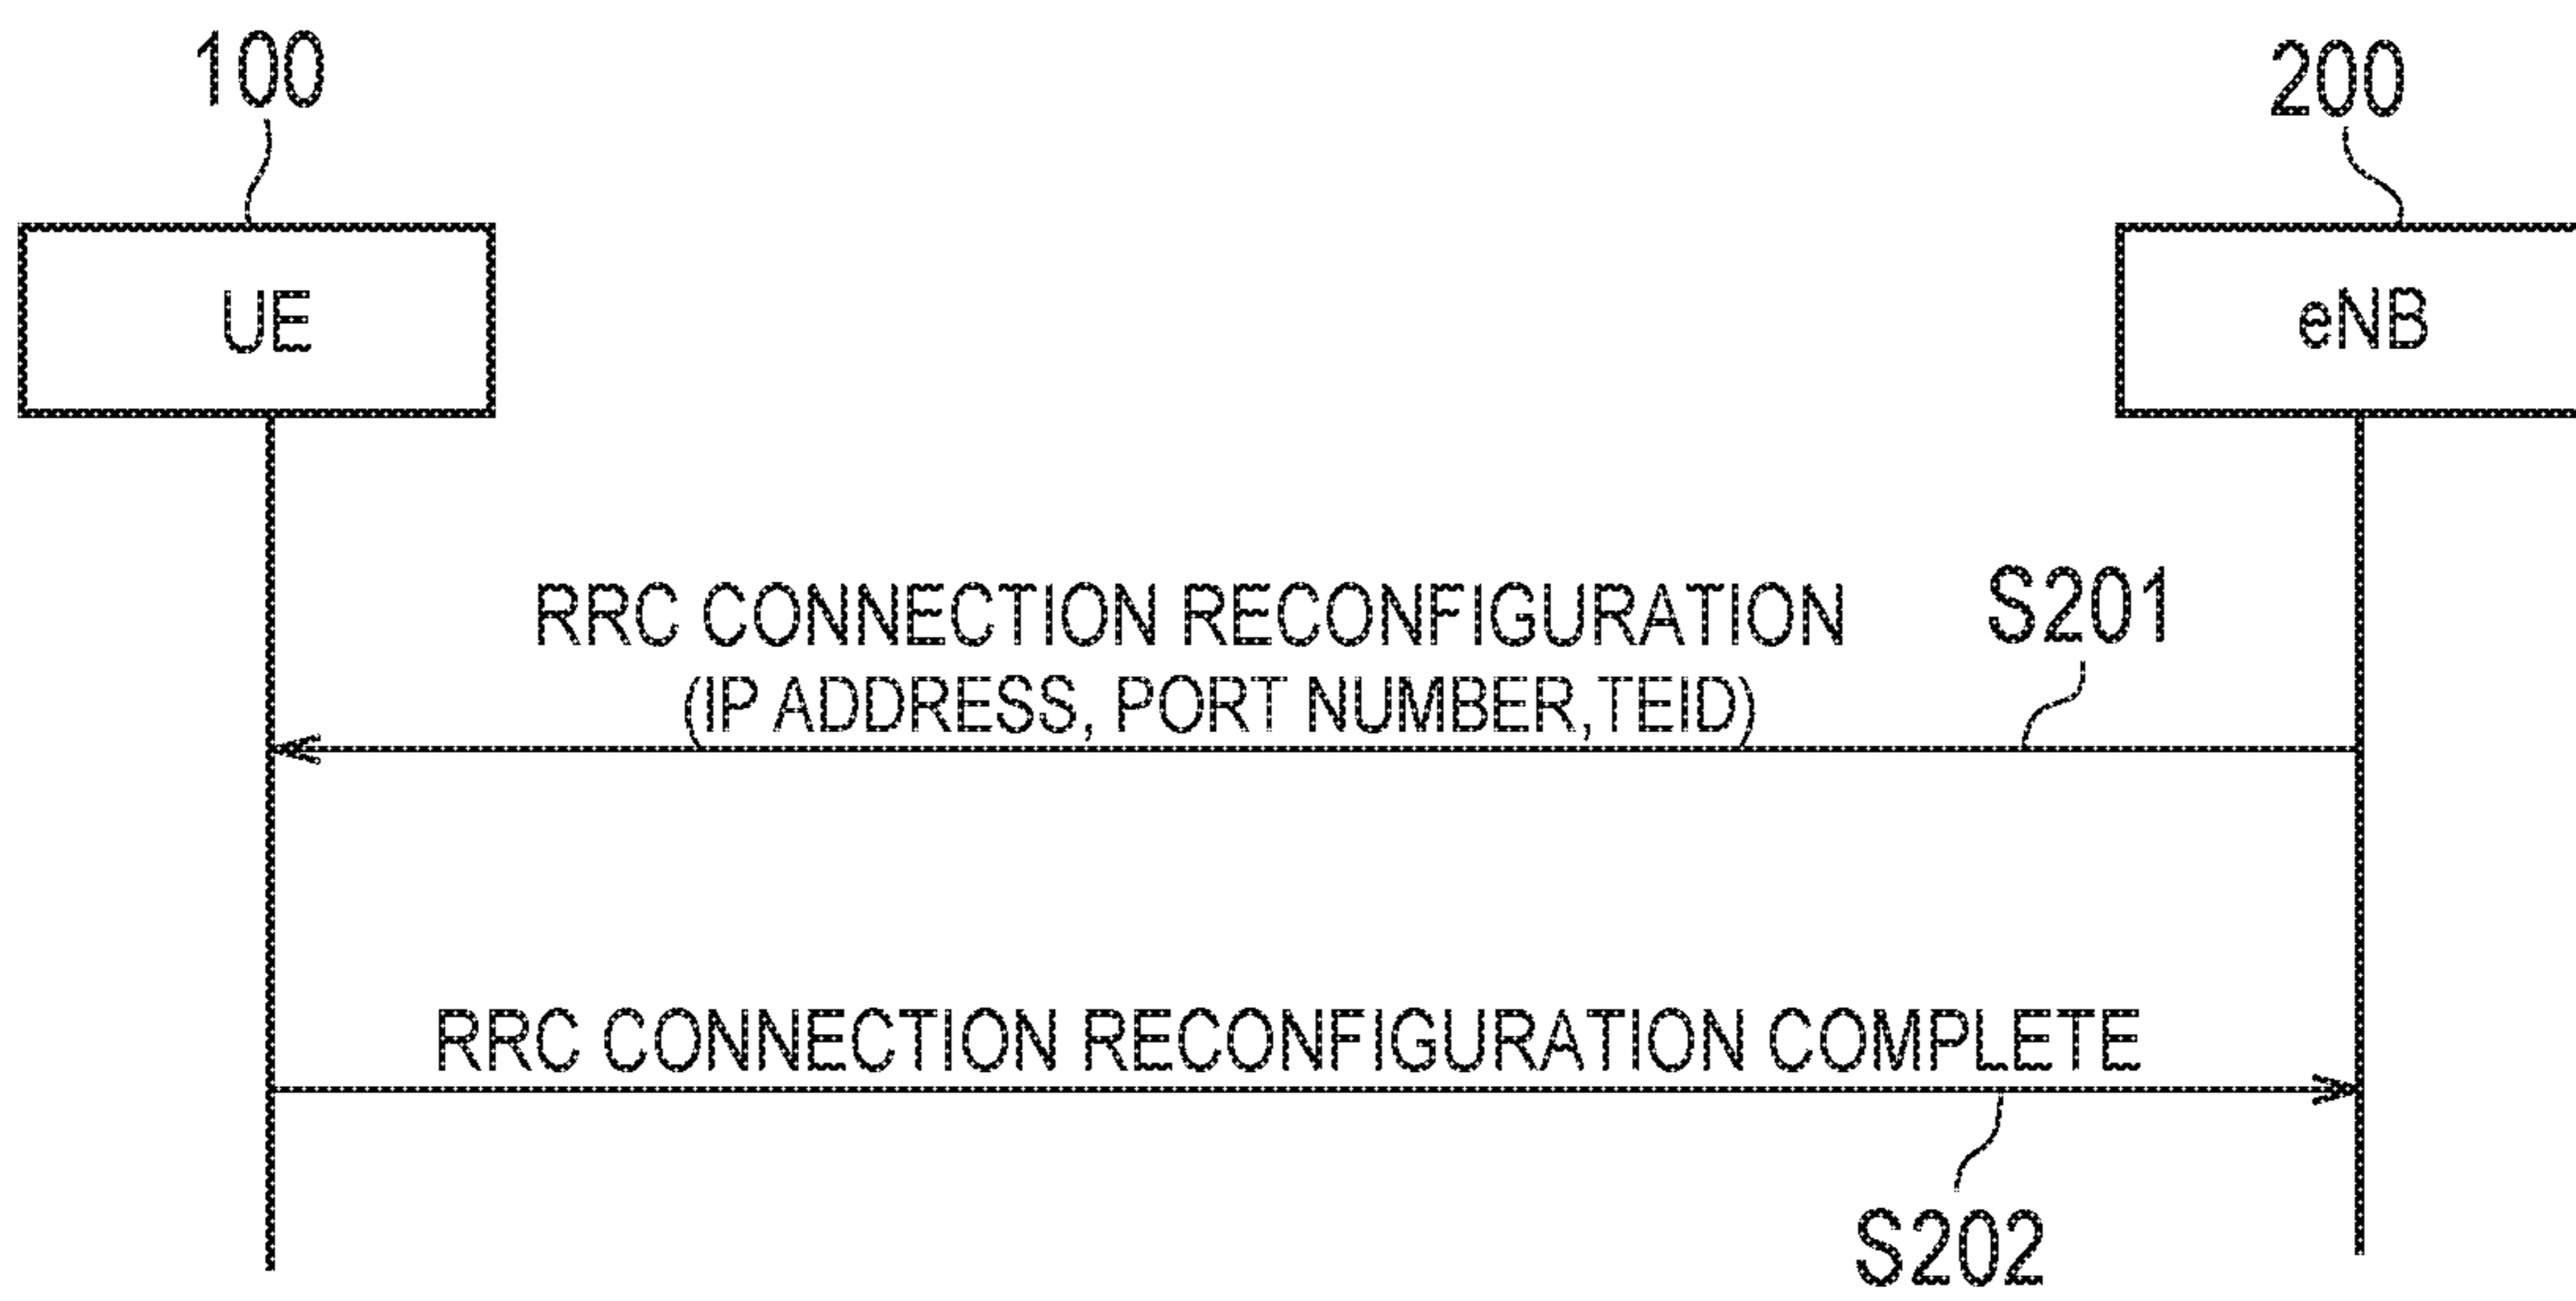 100
200
UE
eNB
RRC CONNECTION RECONFIGURATION
S201
(IP ADDRESS, PORT NUMBER,TEID)
RRC CONNECTION RECONFIGURATION COMPLETE
S202